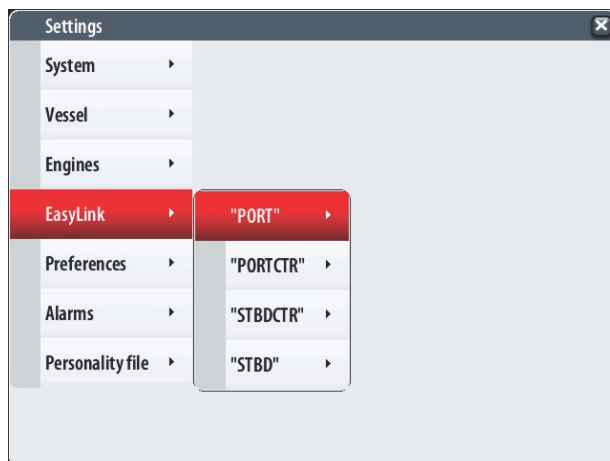 Settings
System
Vessel
Engines
EasyLink
"PORT"
Preferences
"PORTCTR"
Alarms
"STBDCTR"
Personality file
"STBD"